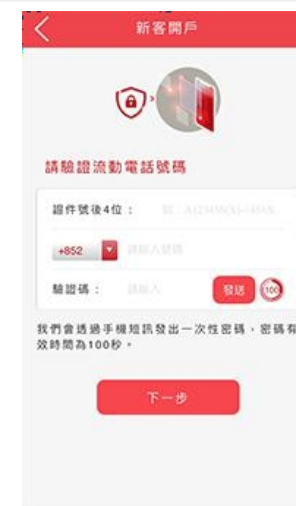 新客開戶
請驗證流動電話號碼
證件號後4位：
+852 請輸入號碼
驗證碼： 請輸入 發送 100
我們會透過手機短訊發出一次性密碼，密碼有
效時間為100秒。
下一步